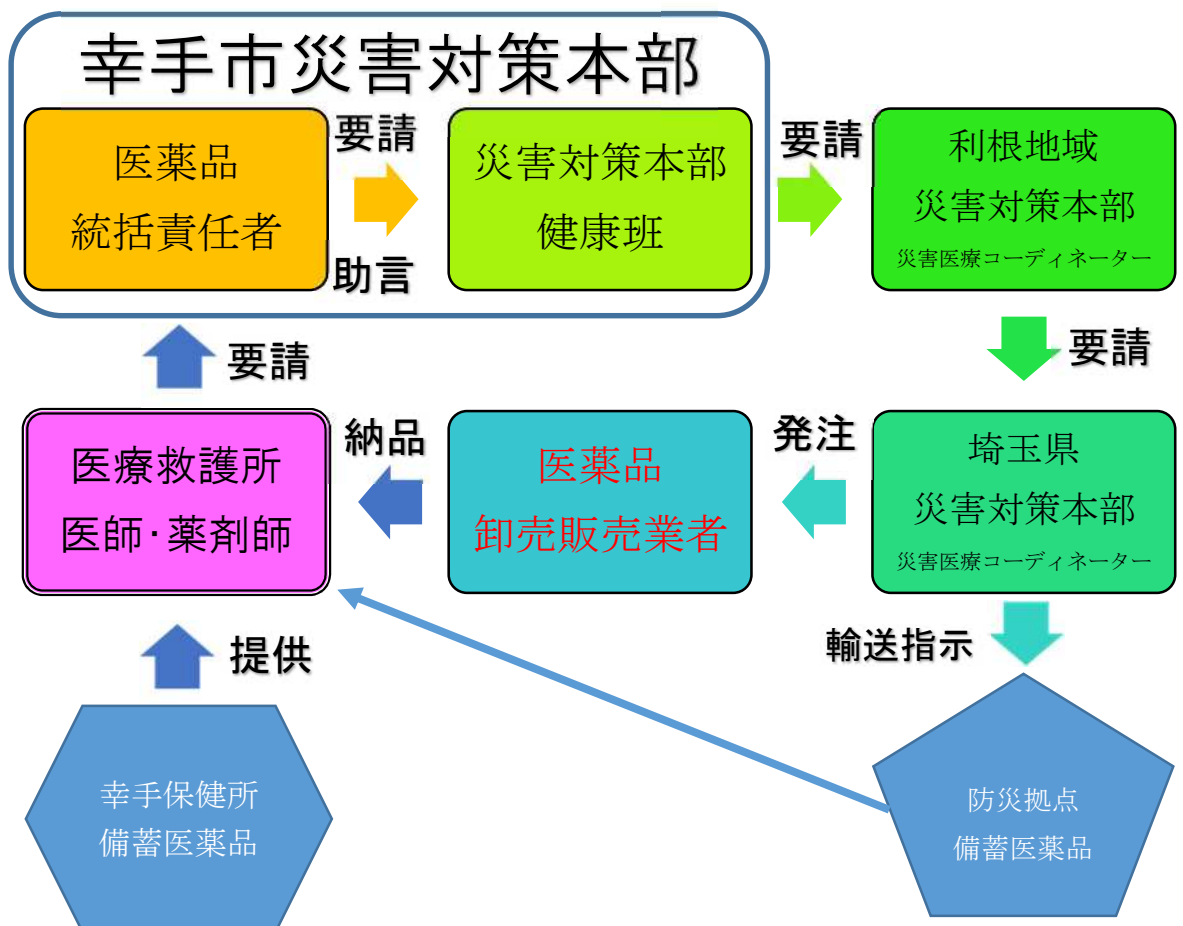 幸手市災害対策本部
医薬品
統括責任者
要請
助言
災害対策本部
健康班
要請
利根地域
災害対策本部
災害医療コーディネーター
要請
要請
医療救護所
医師・薬剤師
納品
医薬品
卸売販売業者
発注
埼玉県
災害対策本部
災害医療コーディネーター
提供
輸送指示
幸手保健所
備蓄医薬品
防災拠点
備蓄医薬品